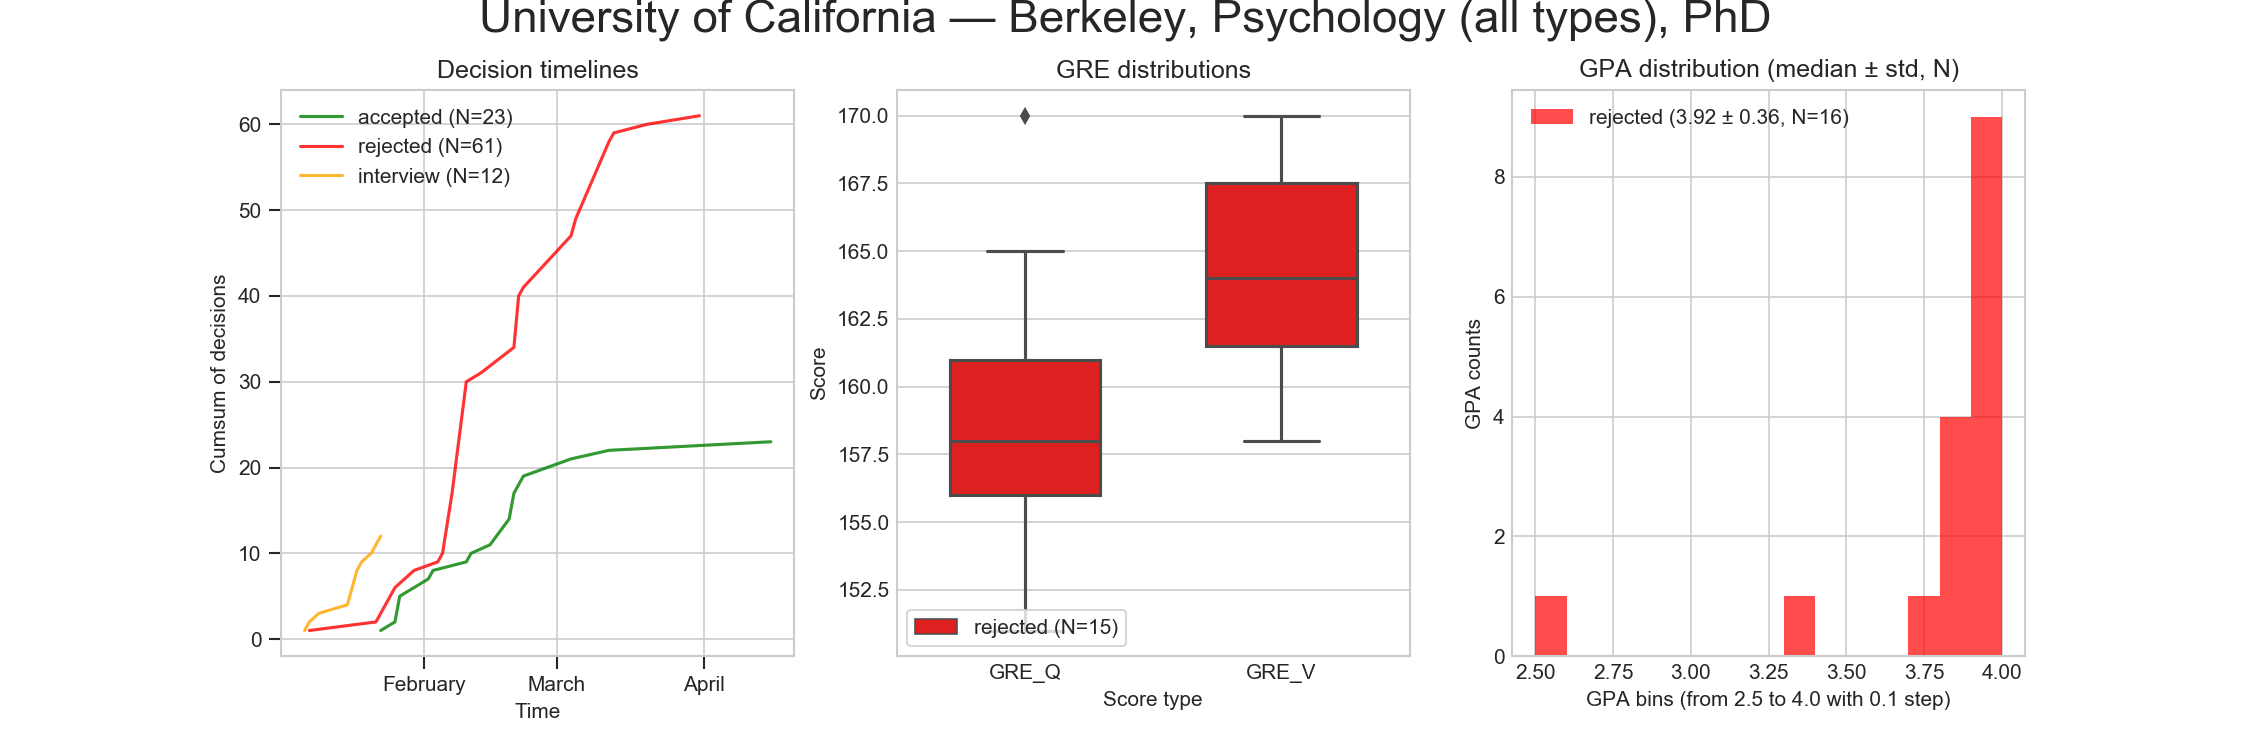 University of California — Berkeley, Psychology (all types), PhD
Decision timelines
accepted (N=23)
rejected (N=61)
interview (N=12)
60
50
40
30
20
10
0
Cumsum of decisions
February March April
Time
GRE distributions
170.0
167.5
165.0
162.5
160.0
157.5
155.0
152.5
Score
rejected (N=15)
GRE_Q GRE_V
Score type
GPA distribution (median ± std, N)
rejected (3.92 ± 0.36, N=16)
8
6
4
2
0
GPA counts
2.50 2.75 3.00 3.25 3.50 3.75 4.00
GPA bins (from 2.5 to 4.0 with 0.1 step)